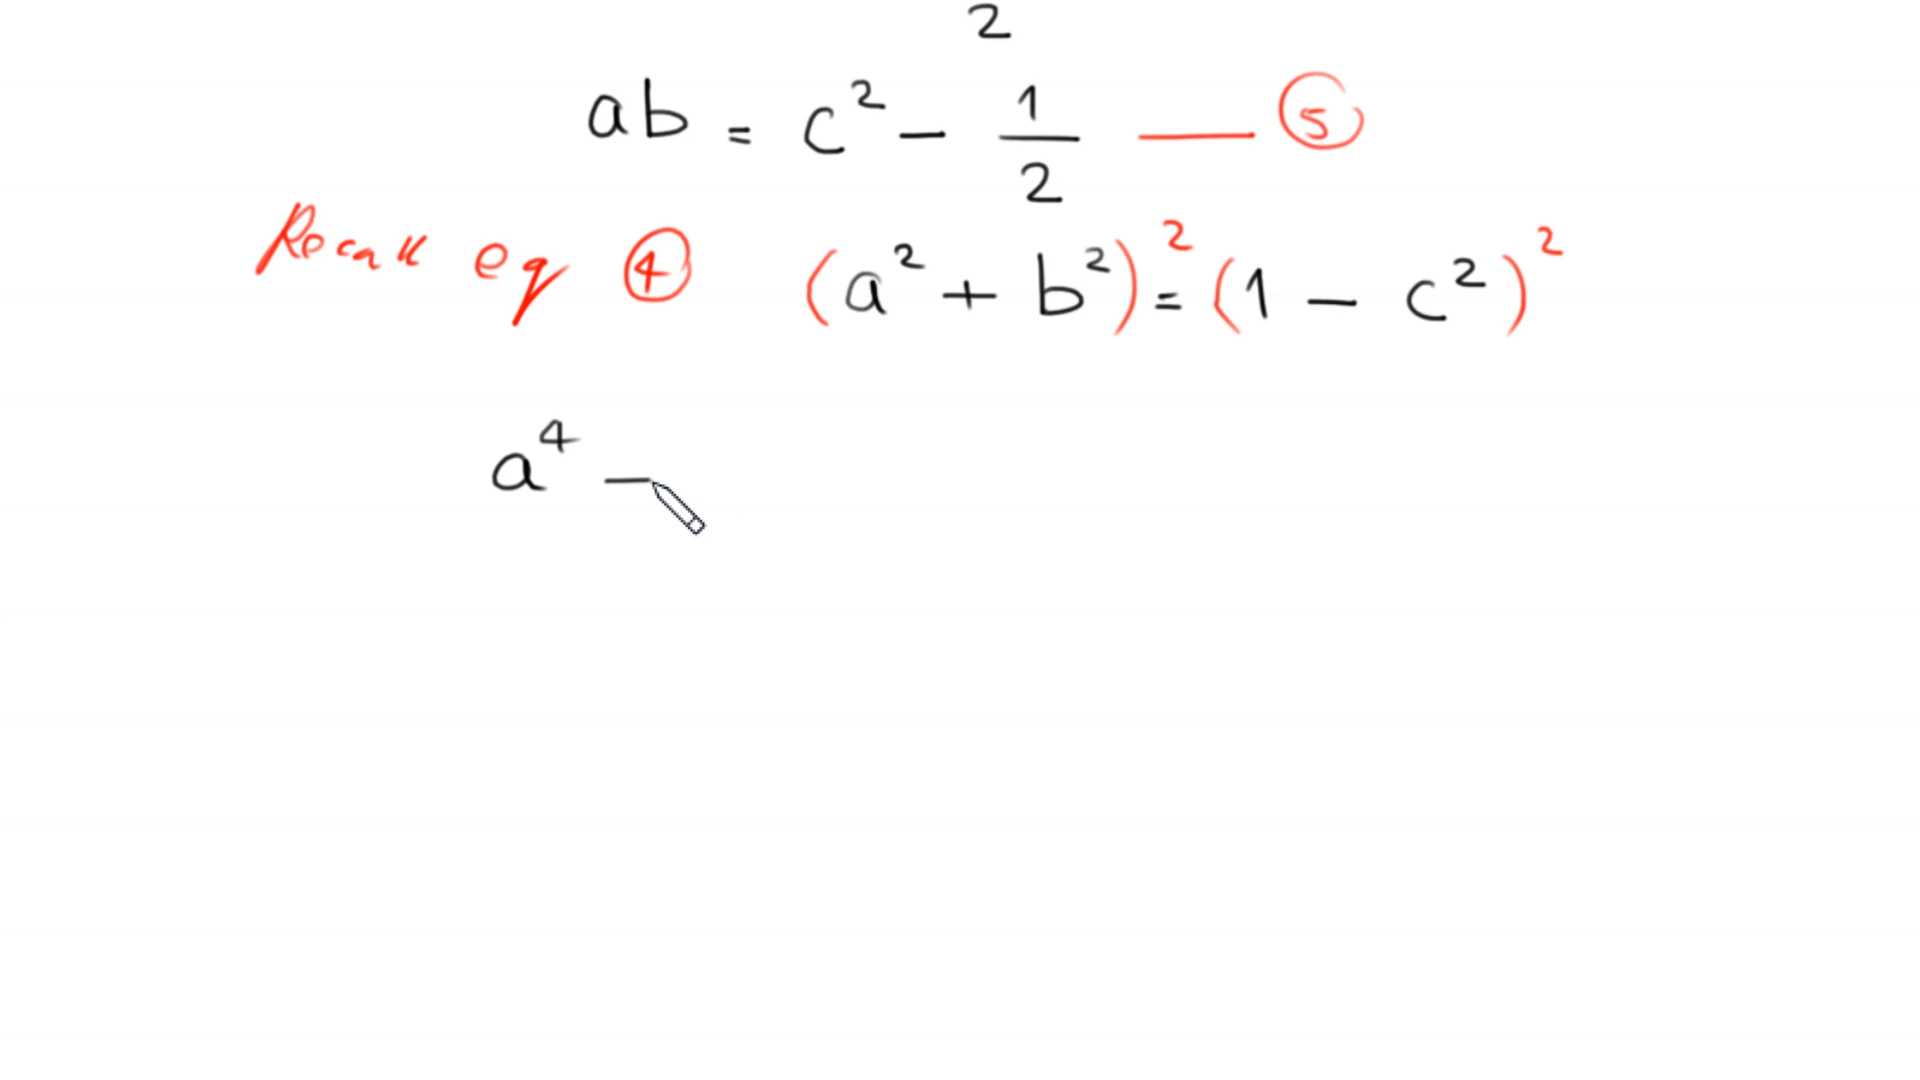 2
ab = c² - 1/2 — ⑤
Recall eq ④ (a² + b²)² = (1 - c²)²
a⁴ -